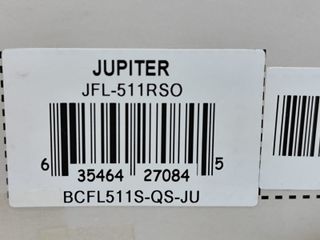 JUPITER
JFL-511RSO
6 35464 27084 5
BCFL511S-QS-JU